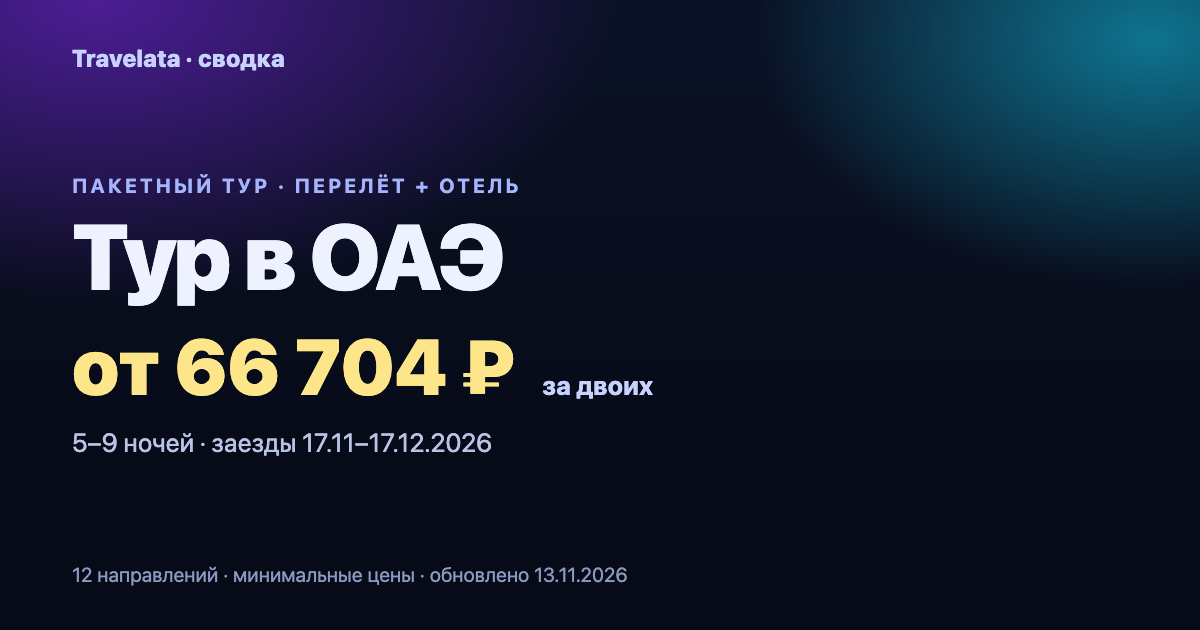 Travelata · сводка
ПАКЕТНЫЙ ТУР · ПЕРЕЛЁТ + ОТЕЛЬ
Тур в ОАЭ
от 66 704 ₽ за двоих
5–9 ночей · заезды 17.11–17.12.2026
12 направлений · минимальные цены · обновлено 13.11.2026